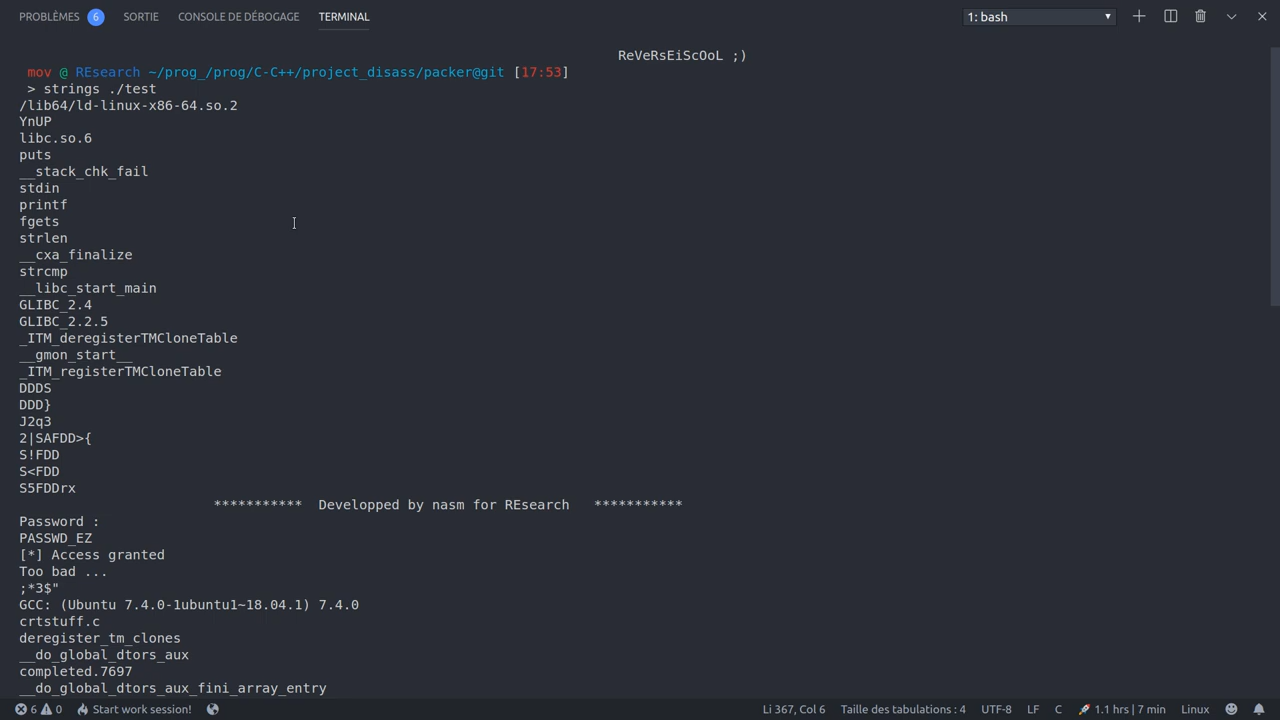 PROBLÈMES 6 SORTIE CONSOLE DE DÉBOGAGE TERMINAL 1: bash
ReVeRsEiScOoL ;)
mov @ REsearch ~/prog_/prog/C-C++/project_disass/packer@git [17:53]
> strings ./test
/lib64/ld-linux-x86-64.so.2
YnUP
libc.so.6
puts
__stack_chk_fail
stdin
printf
fgets
strlen
__cxa_finalize
strcmp
__libc_start_main
GLIBC_2.4
GLIBC_2.2.5
_ITM_deregisterTMCloneTable
__gmon_start__
_ITM_registerTMCloneTable
DDDS
DDD}
J2q3
2|SAFDD>{
S!FDD
S<FDD
S5FDDrx
*********** Developped by nasm for REsearch ***********
Password :
PASSWD_EZ
[*] Access granted
Too bad ...
;*3$"
GCC: (Ubuntu 7.4.0-1ubuntu1~18.04.1) 7.4.0
crtstuff.c
deregister_tm_clones
__do_global_dtors_aux
completed.7697
__do_global_dtors_aux_fini_array_entry
6 0 Start work session! Li 367, Col 6 Taille des tabulations : 4 UTF-8 LF C 1.1 hrs | 7 min Linux